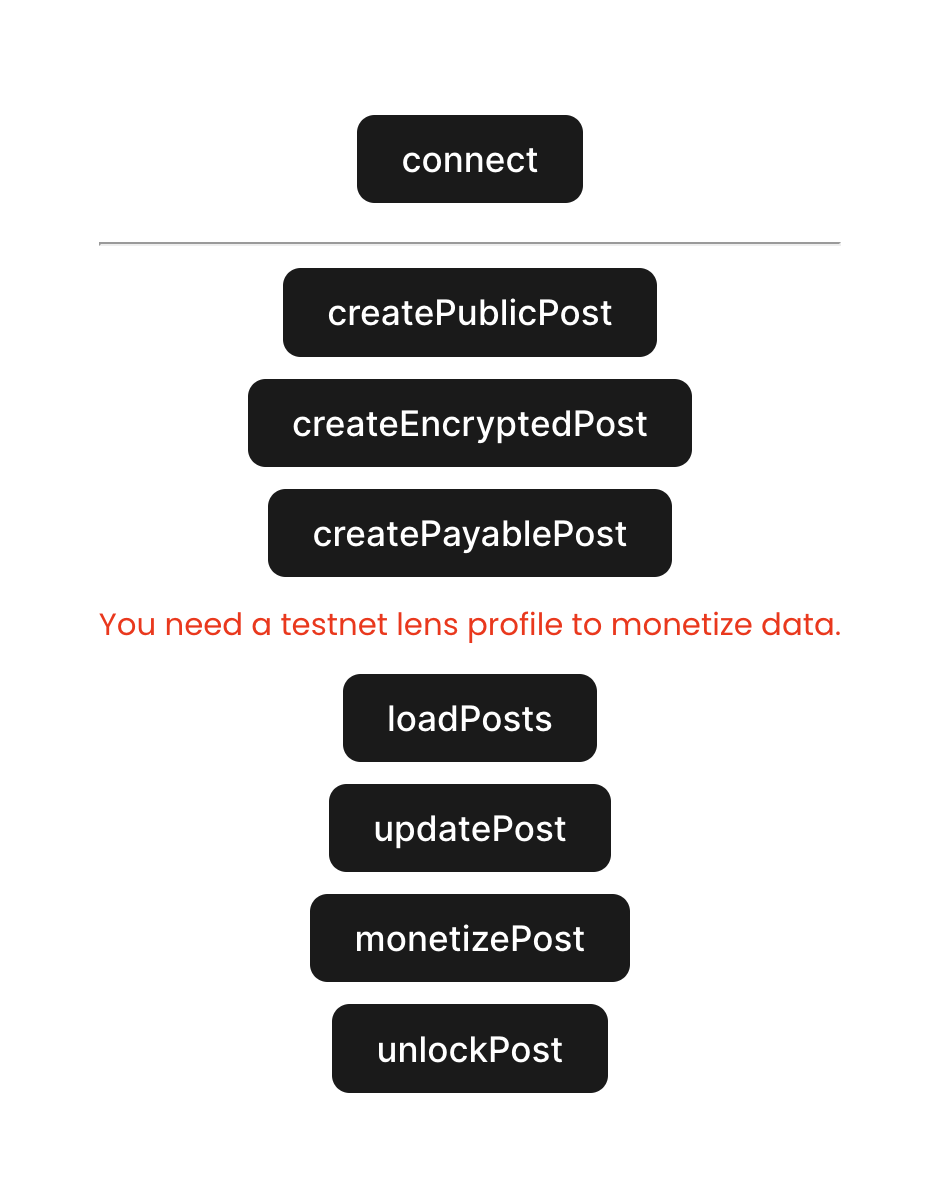 connect
createPublicPost
createEncryptedPost
createPayablePost
You need a testnet lens profile to monetize data.
loadPosts
updatePost
monetizePost
unlockPost